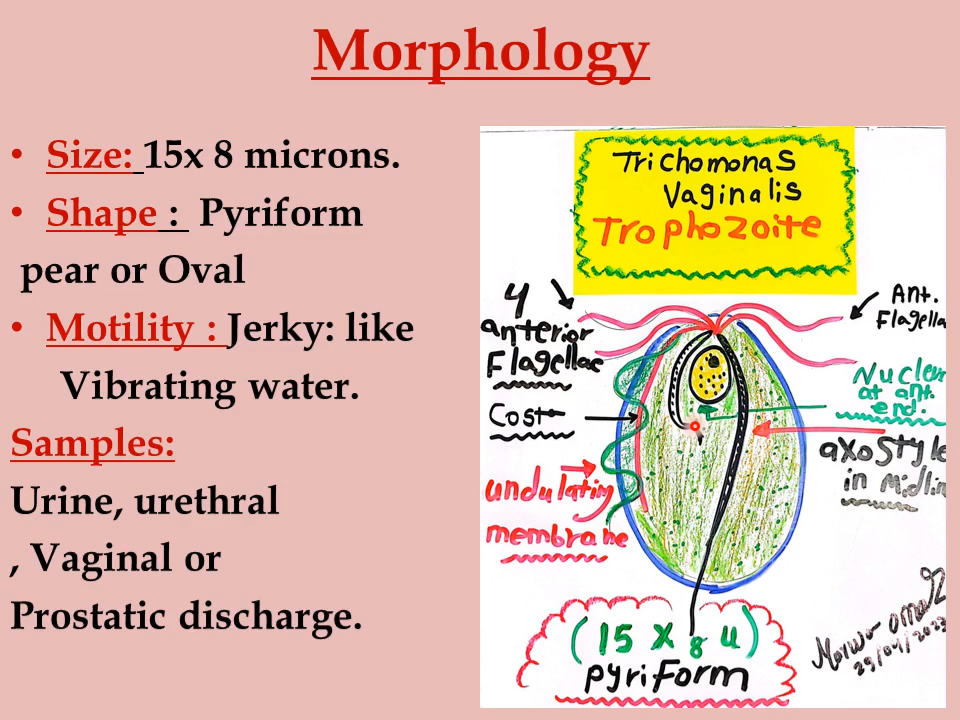 Morphology
• Size: 15x 8 microns.
• Shape : Pyriform
pear or Oval
• Motility : Jerky: like
Vibrating water.
Samples:
Urine, urethral
, Vaginal or
Prostatic discharge.
Trichomonas
Vaginalis
Trophozoite
4
anterior
Flagellae
Ant.
Flagella
Costa
Nucleu
at ant.
end.
axostyle
in midlin
undulating
membrane
(15 x 8 u)
pyriform
29/04/2023